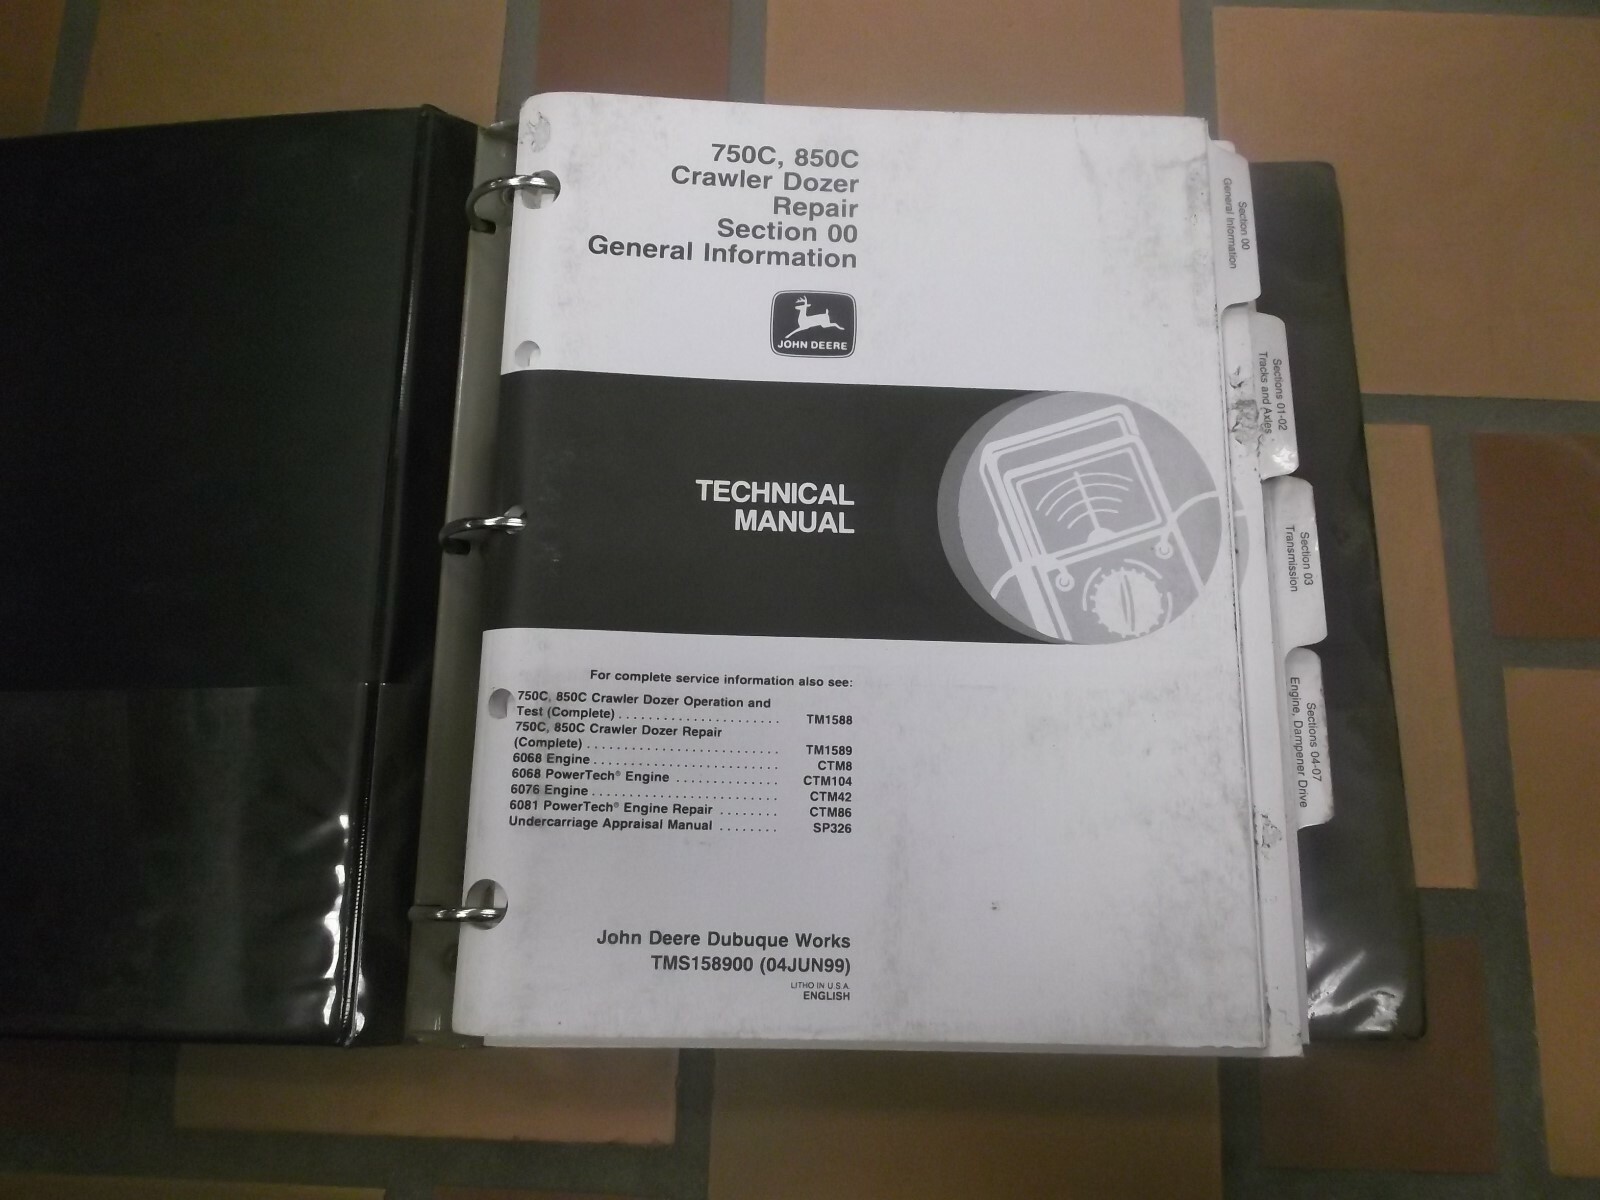 750C, 850C
Crawler Dozer
Repair
Section 00
General Information
JOHN DEERE
TECHNICAL
MANUAL
For complete service information also see:
750C, 850C Crawler Dozer Operation and
Test (Complete) . . . . . . . . . . . . . . . . . . . . . . TM1588
750C, 850C Crawler Dozer Repair
(Complete) . . . . . . . . . . . . . . . . . . . . . . . . . . TM1589
6068 Engine . . . . . . . . . . . . . . . . . . . . . . . . . CTM8
6068 PowerTech® Engine . . . . . . . . . . . . . . CTM104
6076 Engine . . . . . . . . . . . . . . . . . . . . . . . . . CTM42
6081 PowerTech® Engine Repair . . . . . . . . CTM86
Undercarriage Appraisal Manual . . . . . . . . SP326
John Deere Dubuque Works
TMS158900 (04JUN99)
LITHO IN U.S.A.
ENGLISH
Section 00
General Information
Sections 01-02
Tracks and Axles
Section 03
Transmission
Sections 04-07
Engine, Dampener Drive